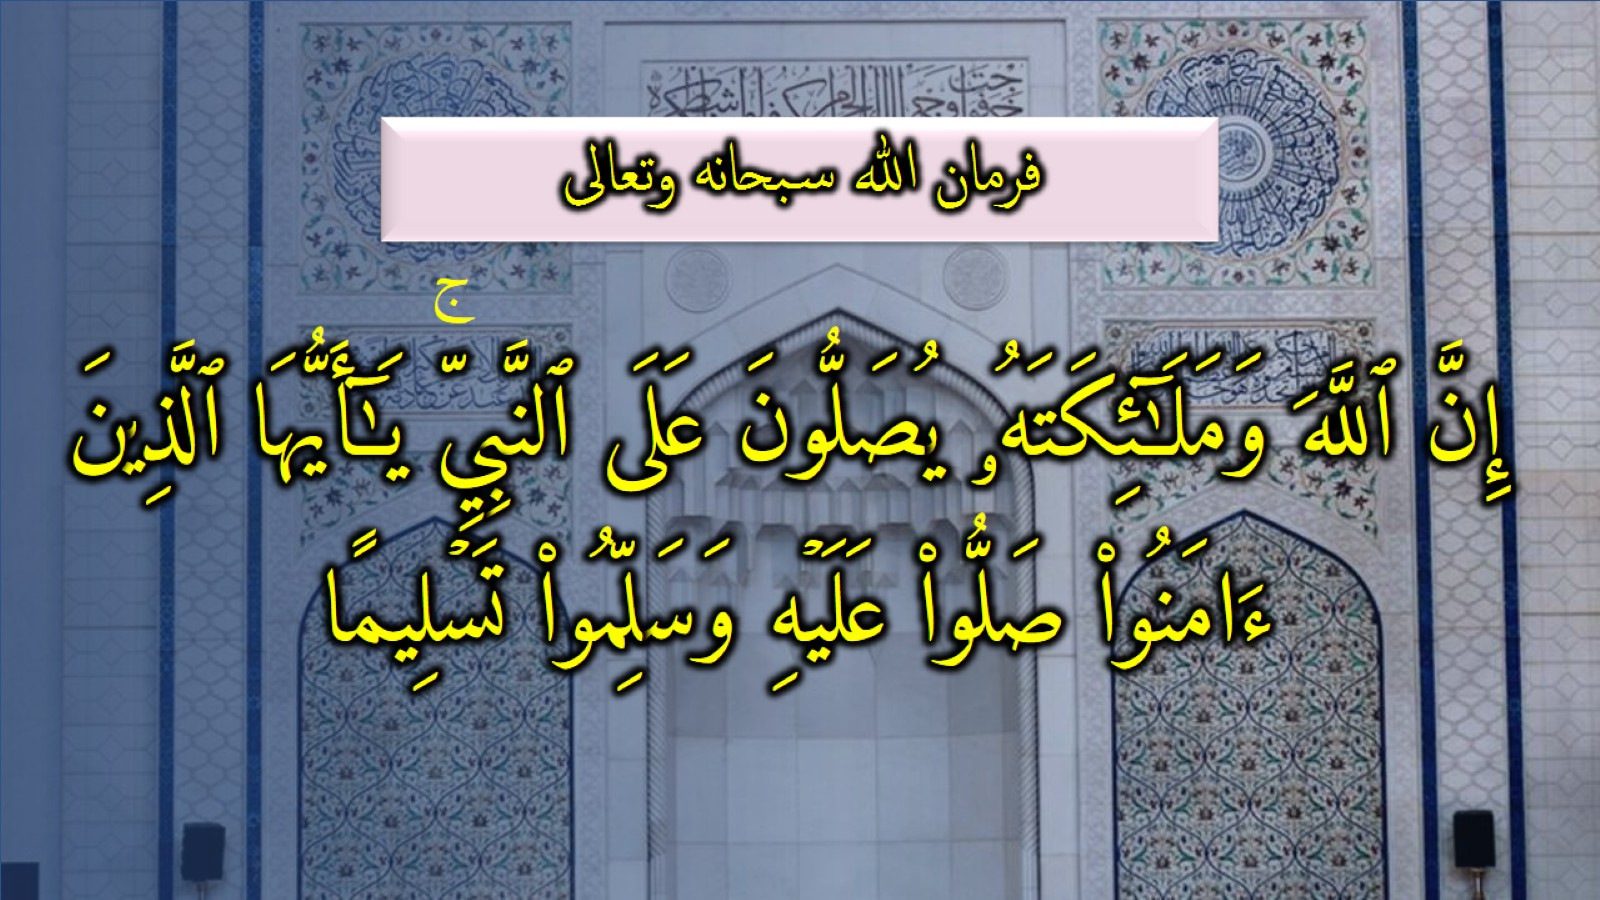 فرمان الله سبحانه وتعالى
إِنَّ ٱللَّهَ وَمَلَـٰٓئِكَتَهُۥ يُصَلُّونَ عَلَى ٱلنَّبِيِّ ۚ يَـٰٓأَيُّهَا ٱلَّذِينَ
ءَامَنُوا۟ صَلُّوا۟ عَلَيْهِ وَسَلِّمُوا۟ تَسْلِيمًا